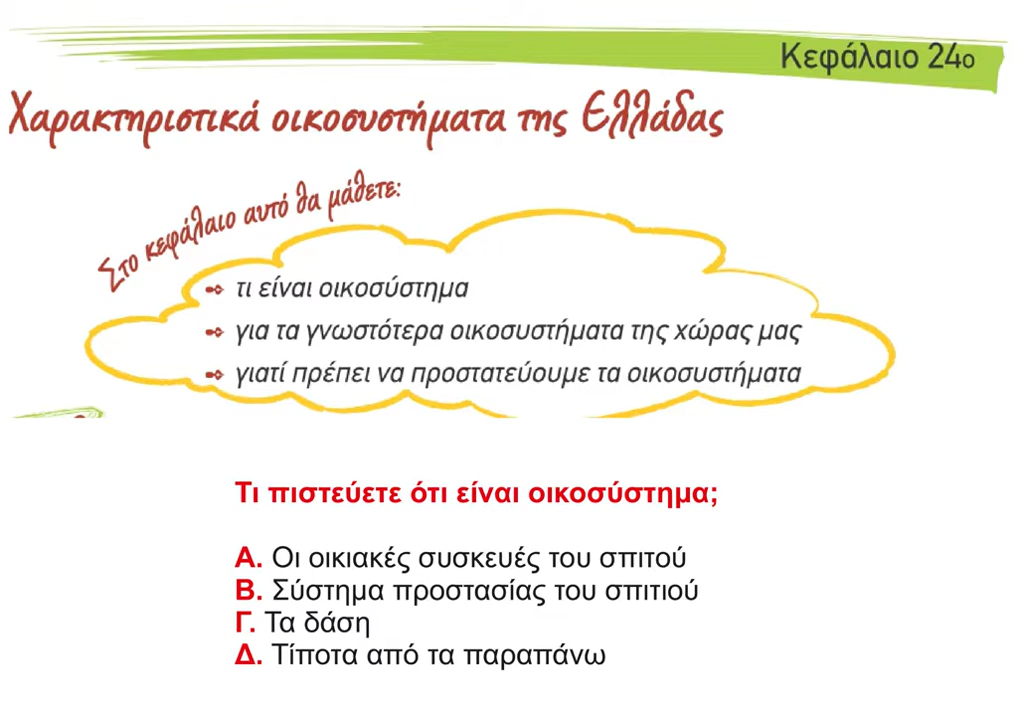 Κεφάλαιο 24ο
Χαρακτηριστικά οικοσυστήματα της Ελλάδας
Στο κεφάλαιο αυτό θα μάθετε:
τι είναι οικοσύστημα
για τα γνωστότερα οικοσυστήματα της χώρας μας
γιατί πρέπει να προστατεύουμε τα οικοσυστήματα
Τι πιστεύετε ότι είναι οικοσύστημα;
Α. Οι οικιακές συσκευές του σπιτού
Β. Σύστημα προστασίας του σπιτιού
Γ. Τα δάση
Δ. Τίποτα από τα παραπάνω